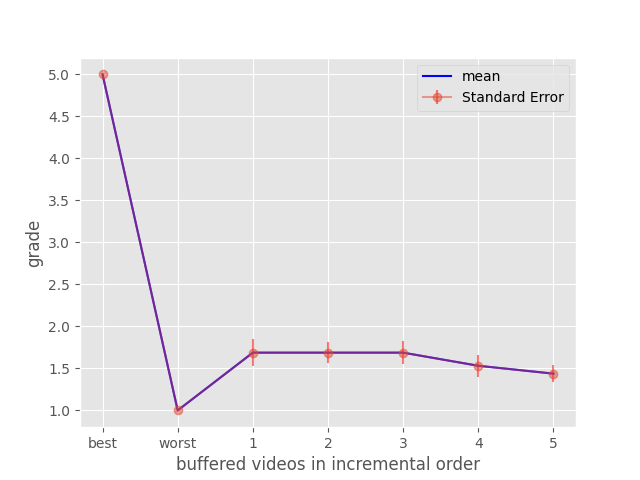 mean
Standard Error
5.0
4.5
4.0
3.5
3.0
2.5
2.0
1.5
1.0
grade
best worst 1 2 3 4 5
buffered videos in incremental order